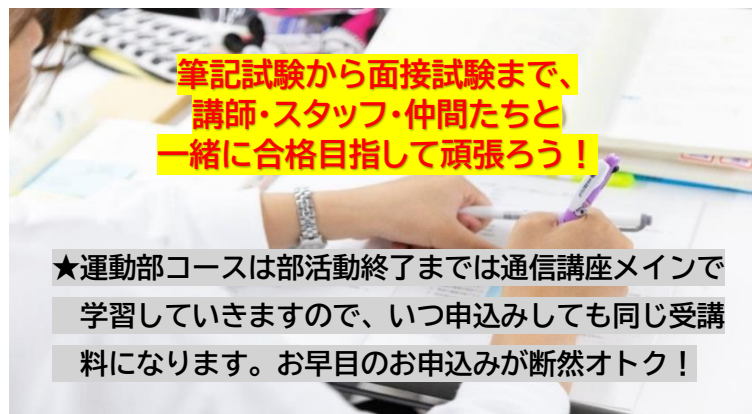 筆記試験から面接試験まで、
講師・スタッフ・仲間たちと
一緒に合格目指して頑張ろう！
★運動部コースは部活動終了までは通信講座メインで
学習していきますので、いつ申込みしても同じ受講
料になります。お早目のお申込みが断然オトク！